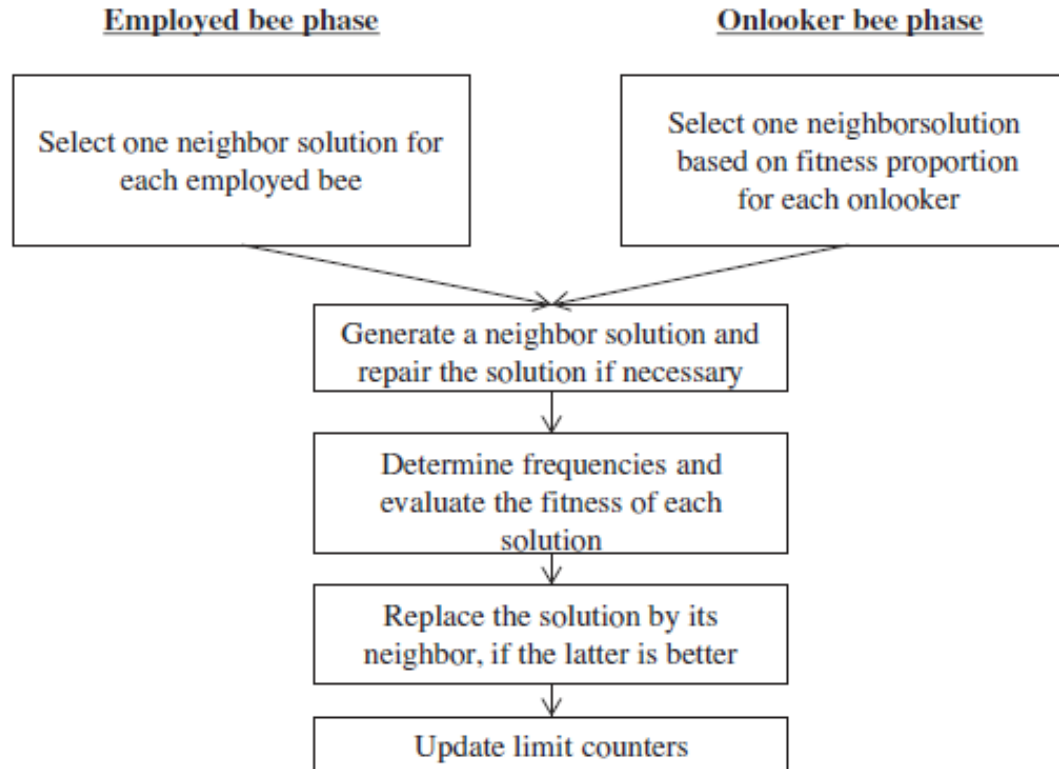 Employed bee phase
Onlooker bee phase
Select one neighbor solution for
each employed bee
Select one neighborsolution
based on fitness proportion
for each onlooker
Generate a neighbor solution and
repair the solution if necessary
Determine frequencies and
evaluate the fitness of each
solution
Replace the solution by its
neighbor, if the latter is better
Update limit counters